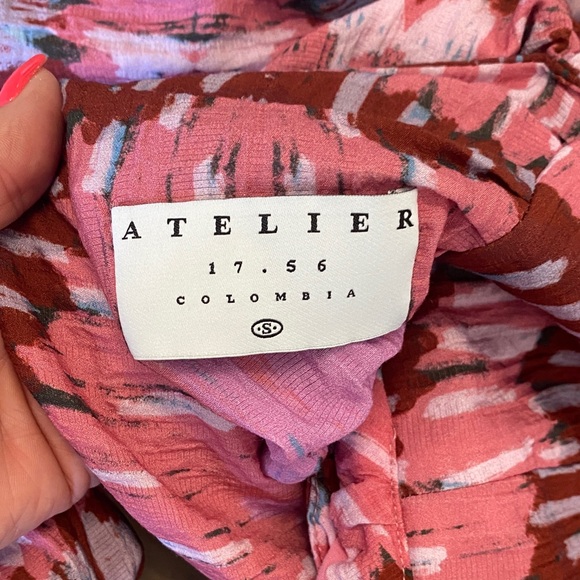 ATELIER
17.56
COLOMBIA
S